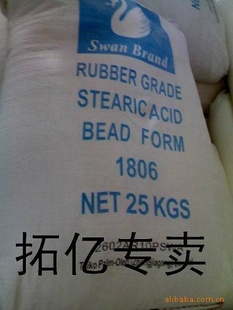 Swan Brand
RUBBER GRADE
STEARIC ACID
BEAD FORM
1806
NET 25 KGS
拓亿专卖
alibaba.com.cn